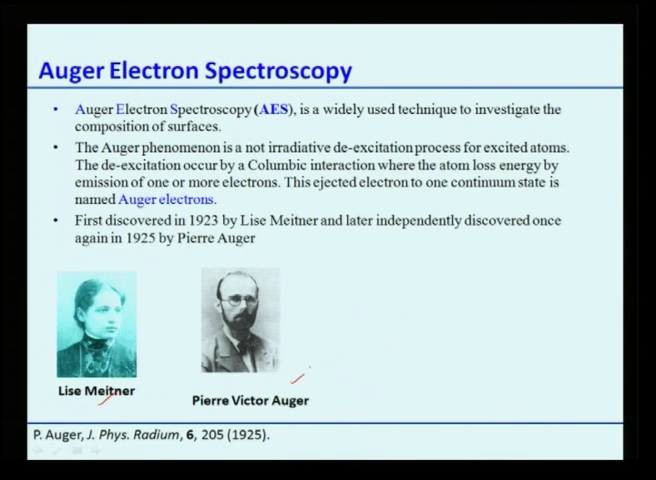 Auger Electron Spectroscopy
• Auger Electron Spectroscopy (AES), is a widely used technique to investigate the
composition of surfaces.
• The Auger phenomenon is a not irradiative de-excitation process for excited atoms.
The de-excitation occur by a Columbic interaction where the atom loss energy by
emission of one or more electrons. This ejected electron to one continuum state is
named Auger electrons.
• First discovered in 1923 by Lise Meitner and later independently discovered once
again in 1925 by Pierre Auger
Lise Meitner
Pierre Victor Auger
P. Auger, J. Phys. Radium, 6, 205 (1925).